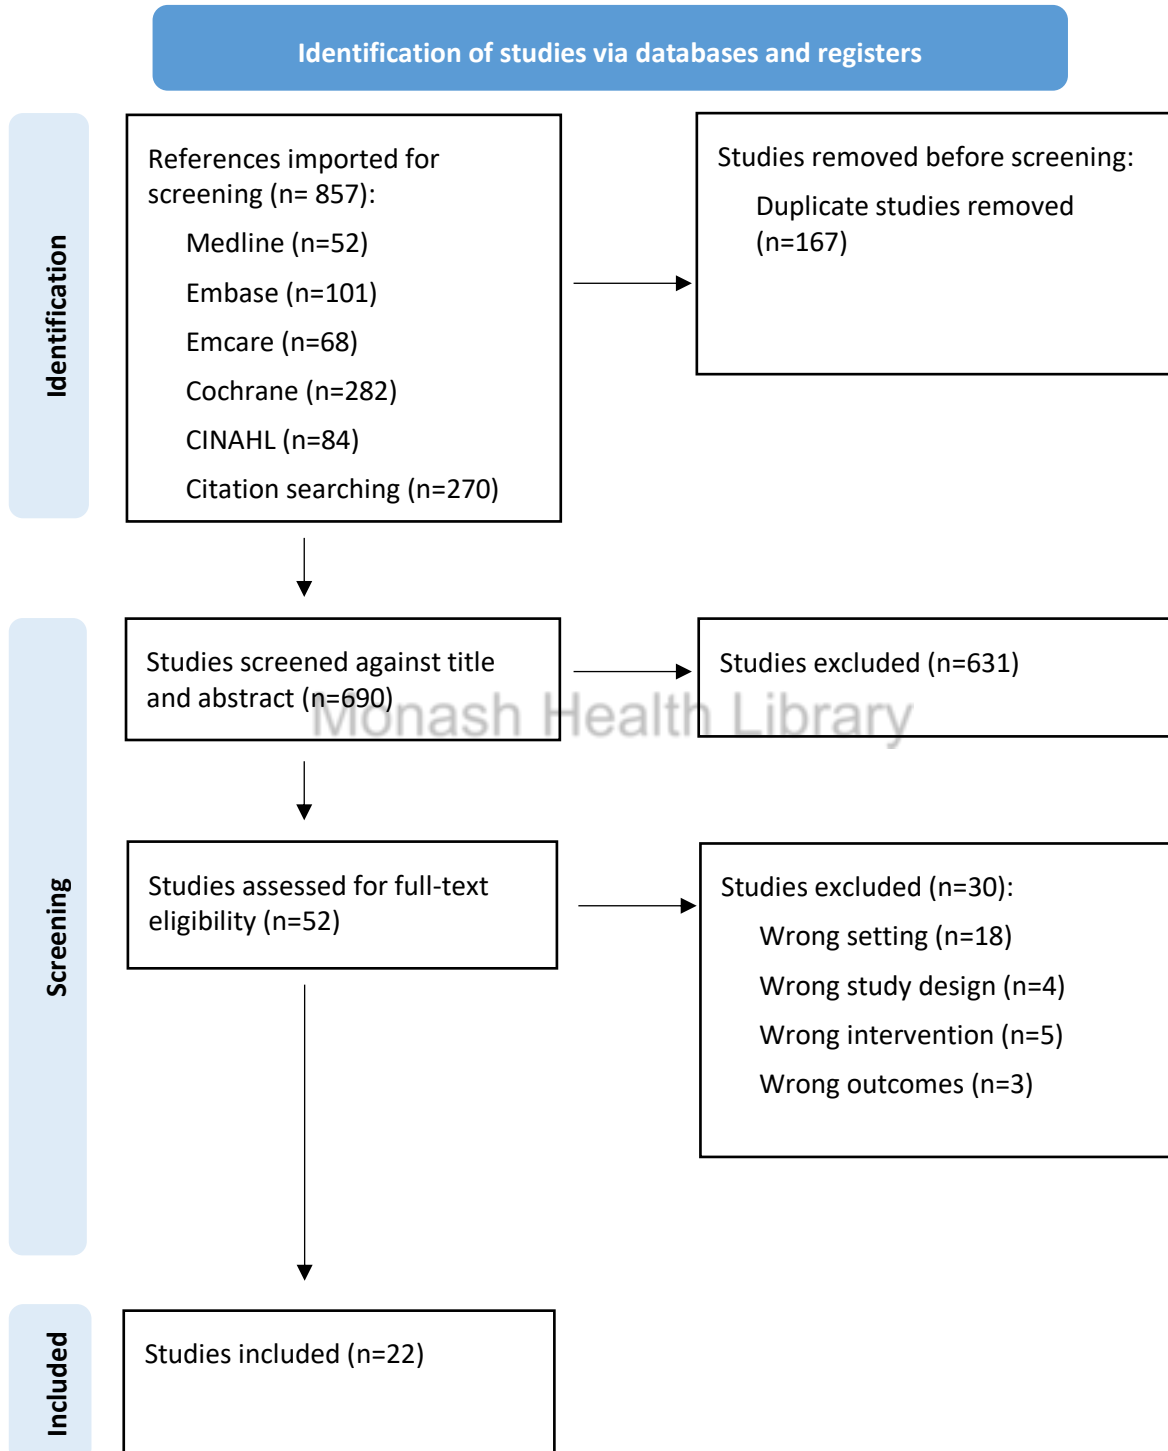 Identification of studies via databases and registers
Identification
References imported for
screening (n= 857):
Medline (n=52)
Embase (n=101)
Emcare (n=68)
Cochrane (n=282)
CINAHL (n=84)
Citation searching (n=270)
Studies removed before screening:
Duplicate studies removed
(n=167)
Screening
Studies screened against title
and abstract (n=690)
Studies excluded (n=631)
Monash Health Library
Studies assessed for full-text
eligibility (n=52)
Studies excluded (n=30):
Wrong setting (n=18)
Wrong study design (n=4)
Wrong intervention (n=5)
Wrong outcomes (n=3)
Included
Studies included (n=22)